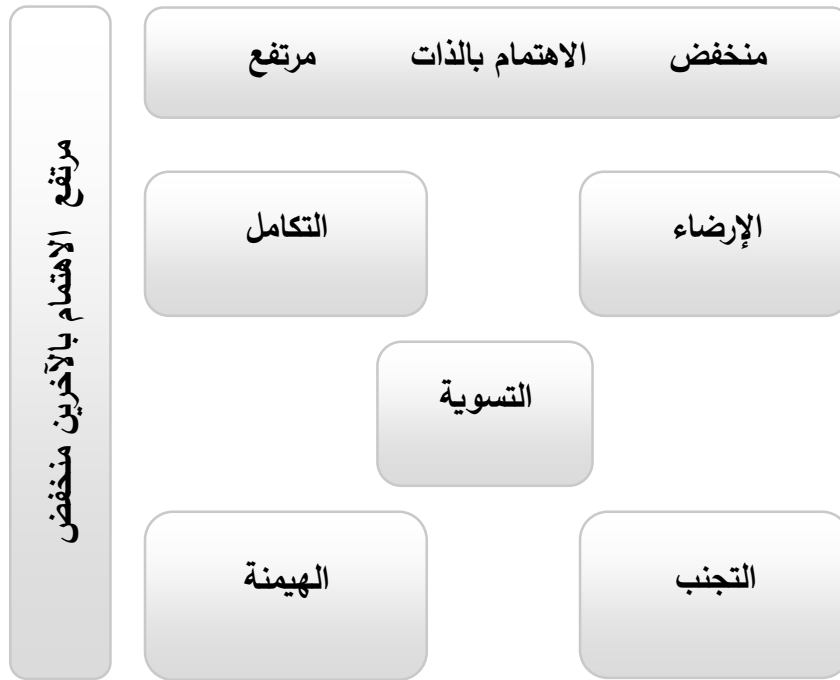 منخفض الاهتمام بالذات مرتفع
مرتفع الاهتمام بالآخرين منخفض
الإرضاء
التكامل
التسوية
التجنب
الهيمنة